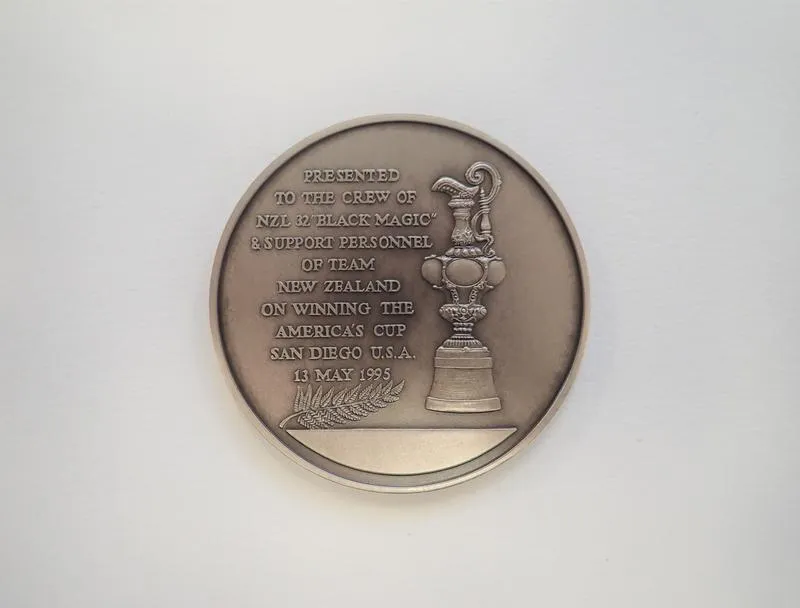 PRESENTED
TO THE CREW OF
NZL 32 "BLACK MAGIC"
& SUPPORT PERSONNEL
OF TEAM
NEW ZEALAND
ON WINNING THE
AMERICA'S CUP
SAN DIEGO U.S.A.
13 MAY 1995